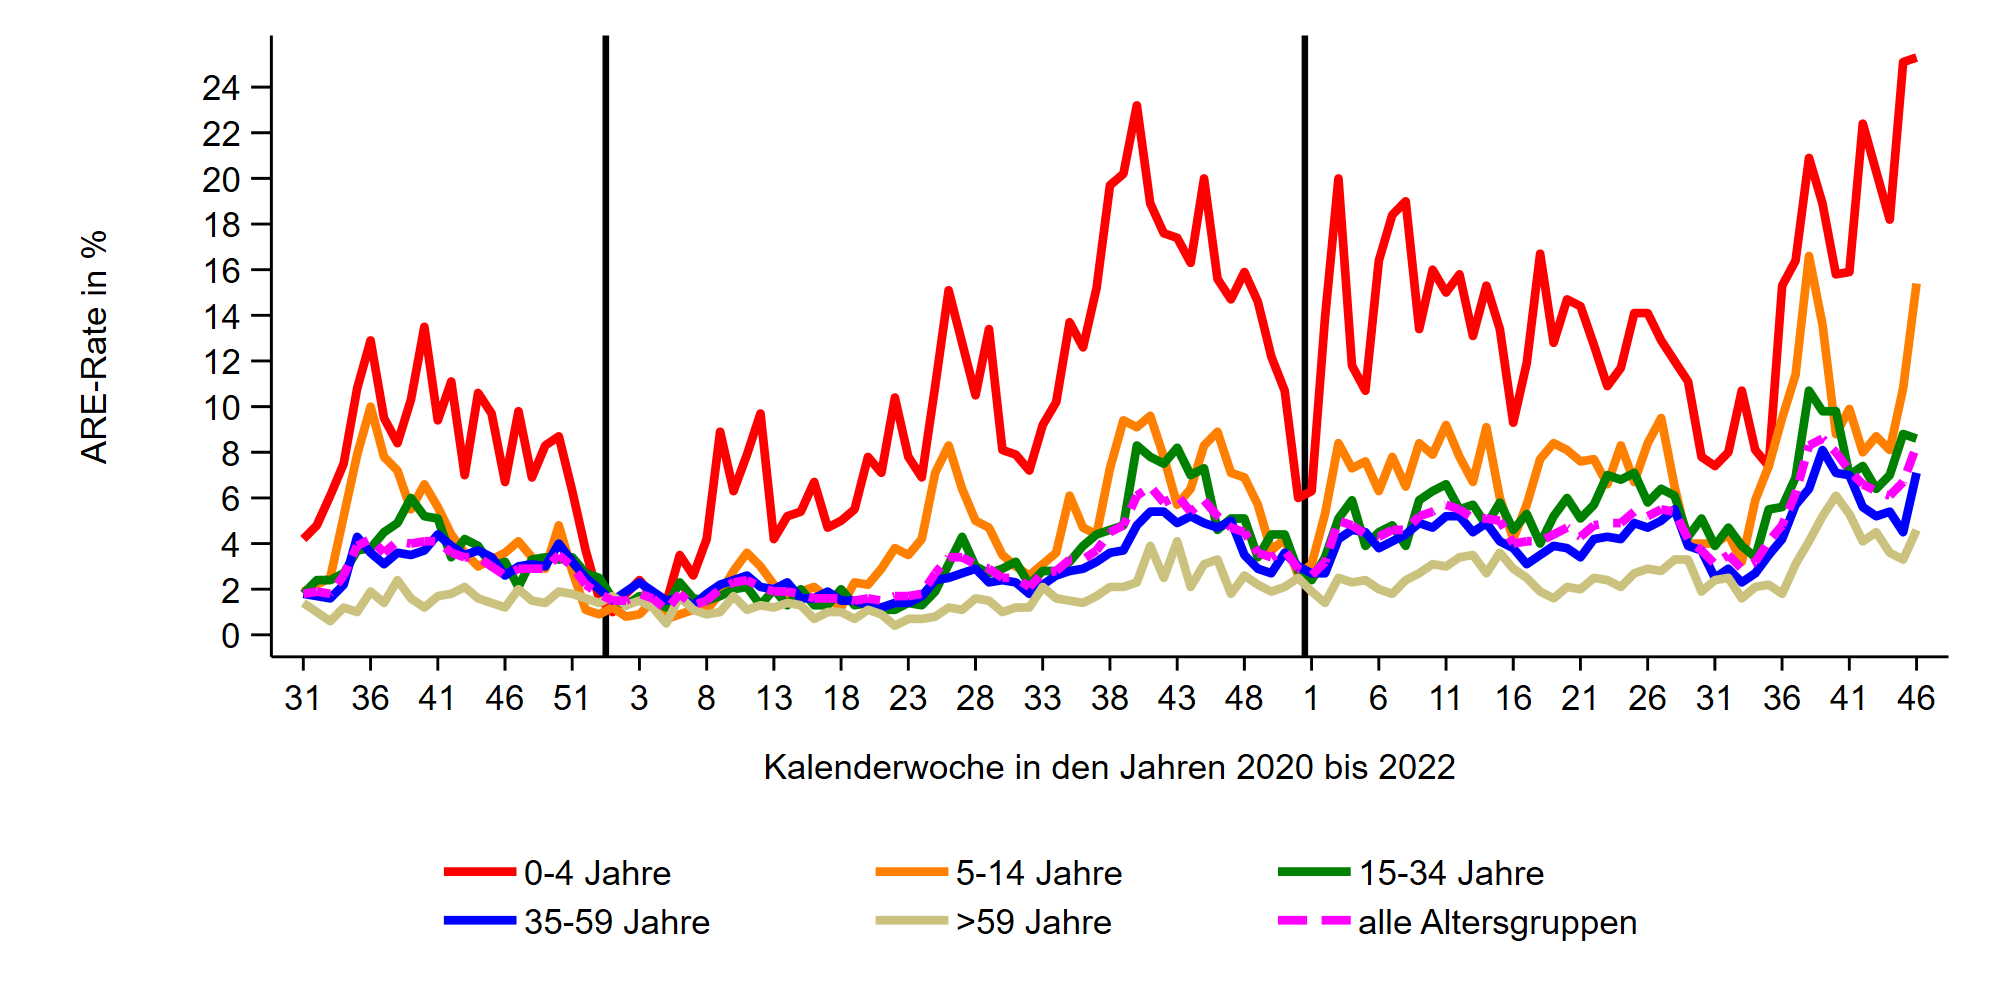 24
22
20
18
16
14
12
10
8
6
4
2
0
ARE-Rate in %
31 36 41 46 51 3 8 13 18 23 28 33 38 43 48 1 6 11 16 21 26 31 36 41 46
Kalenderwoche in den Jahren 2020 bis 2022
0-4 Jahre 5-14 Jahre 15-34 Jahre
35-59 Jahre >59 Jahre alle Altersgruppen